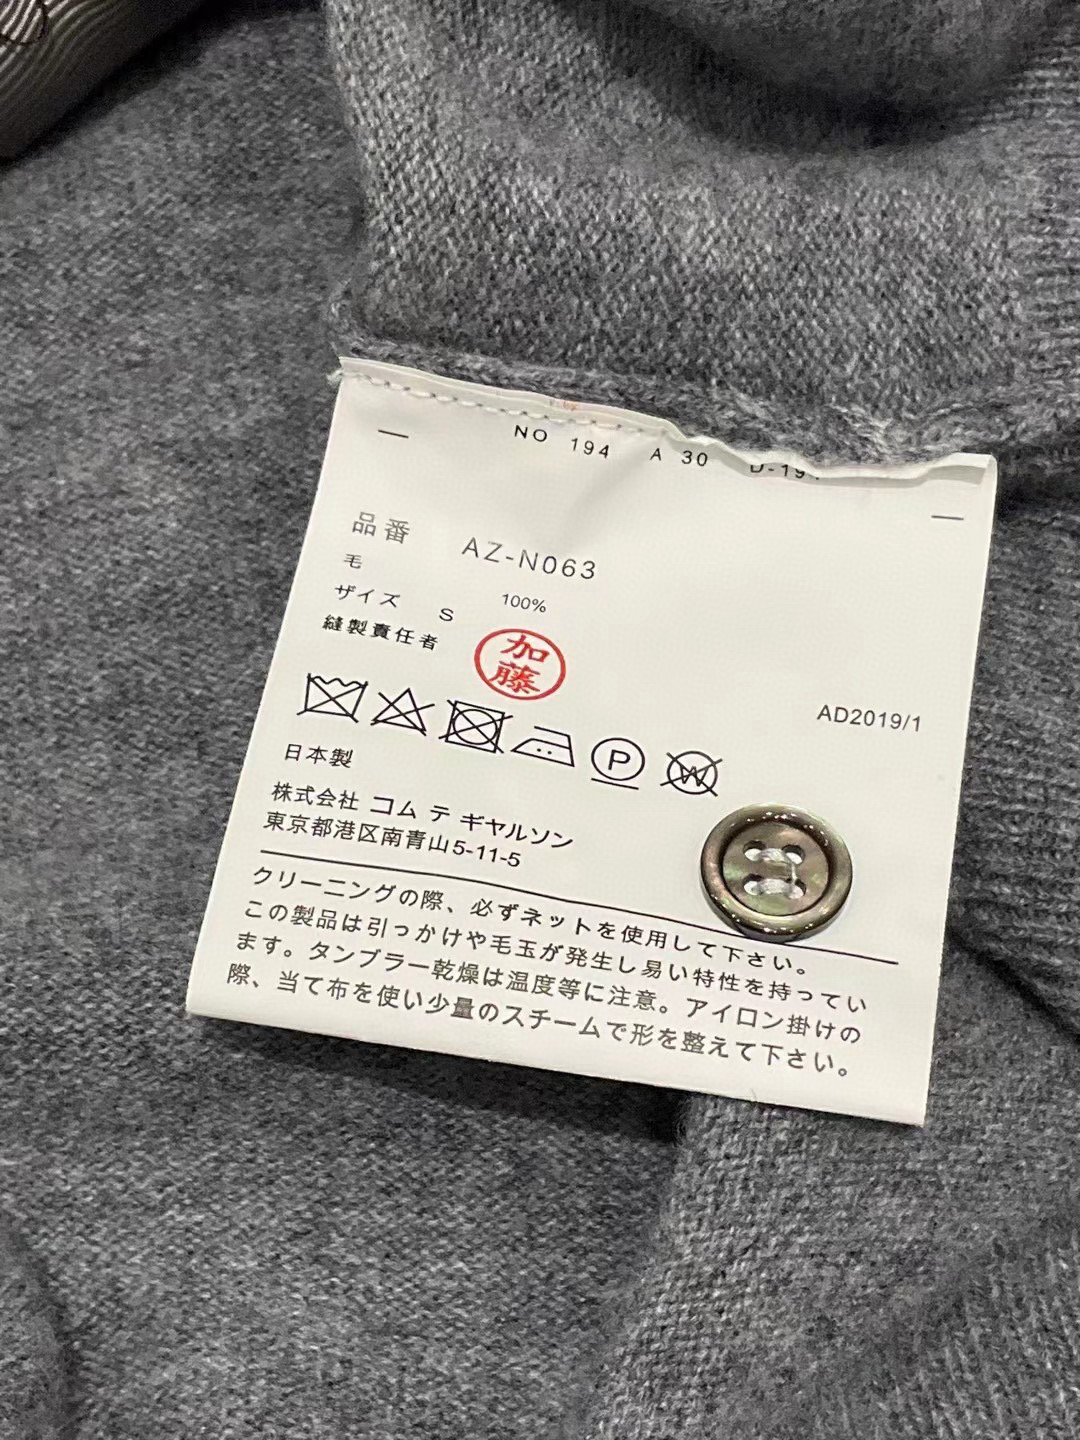 NO 194 A 30 D-194
品番 AZ-N063
毛 100%
ザイズ S
縫製責任者 加藤
AD2019/1
P
W
日本製
株式会社 コム テ ギヤルソン
東京都港区南青山5-11-5
クリーニングの際、必ずネットを使用して下さい。
この製品は引っかけや毛玉が発生し易い特性を持ってい
ます。タンブラー乾燥は温度等に注意。アイロン掛けの
際、当て布を使い少量のスチームで形を整えて下さい。